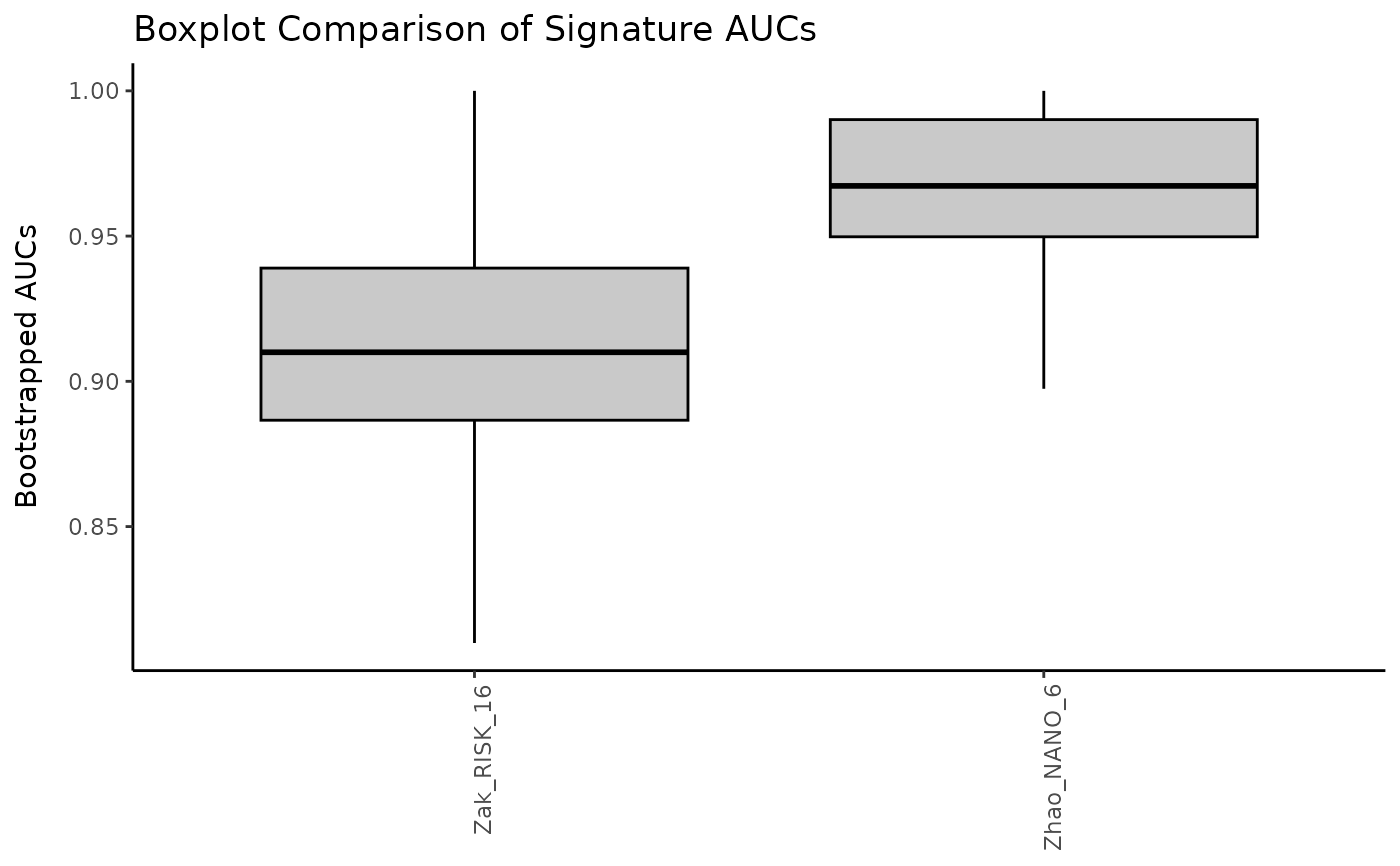 Boxplot Comparison of Signature AUCs
Bootstrapped AUCs
1.00
0.95
0.90
0.85
Zak_RISK_16
Zhao_NANO_6